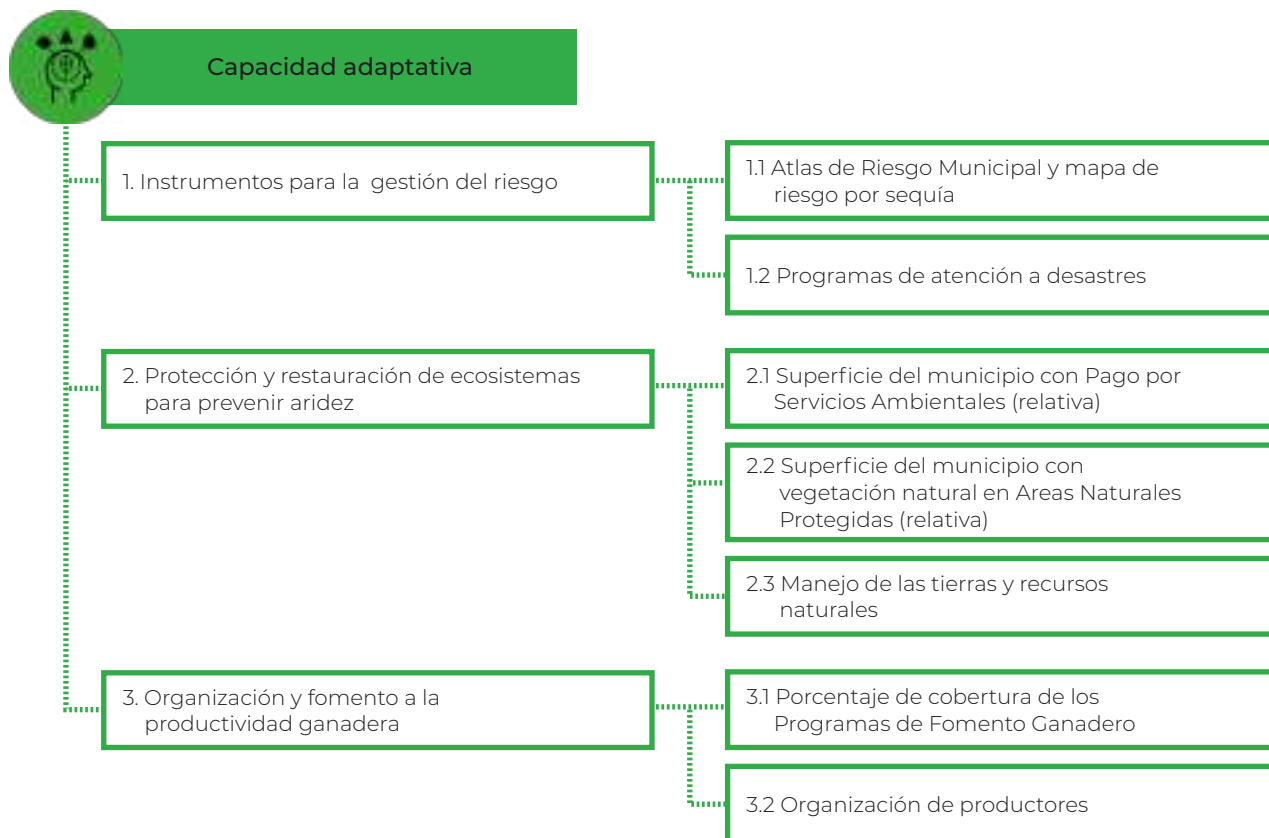 Capacidad adaptativa
1. Instrumentos para la gestión del riesgo
1.1 Atlas de Riesgo Municipal y mapa de
riesgo por sequía
1.2 Programas de atención a desastres
2. Protección y restauración de ecosistemas
para prevenir aridez
2.1 Superficie del municipio con Pago por
Servicios Ambientales (relativa)
2.2 Superficie del municipio con
vegetación natural en Areas Naturales
Protegidas (relativa)
2.3 Manejo de las tierras y recursos
naturales
3. Organización y fomento a la
productividad ganadera
3.1 Porcentaje de cobertura de los
Programas de Fomento Ganadero
3.2 Organización de productores